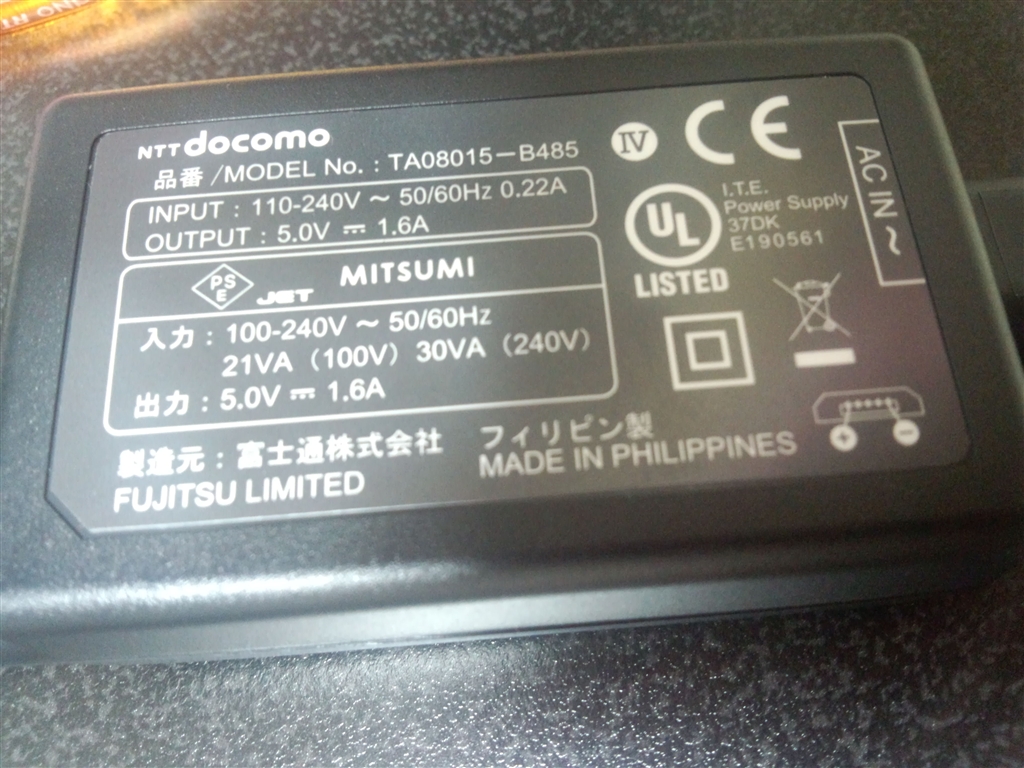 IN ONE
NTT docomo
品番/MODEL No. : TA08015-B485
INPUT : 110-240V ~ 50/60Hz 0.22A
OUTPUT : 5.0V ⎓ 1.6A
PS
E
JET
MITSUMI
入力 : 100-240V ~ 50/60Hz
21VA (100V) 30VA (240V)
出力 : 5.0V ⎓ 1.6A
製造元 : 富士通株式会社
FUJITSU LIMITED
フィリピン製
MADE IN PHILIPPINES
IV
CE
UL
LISTED
I.T.E.
Power Supply
37DK
E190561
AC IN ~
+ −